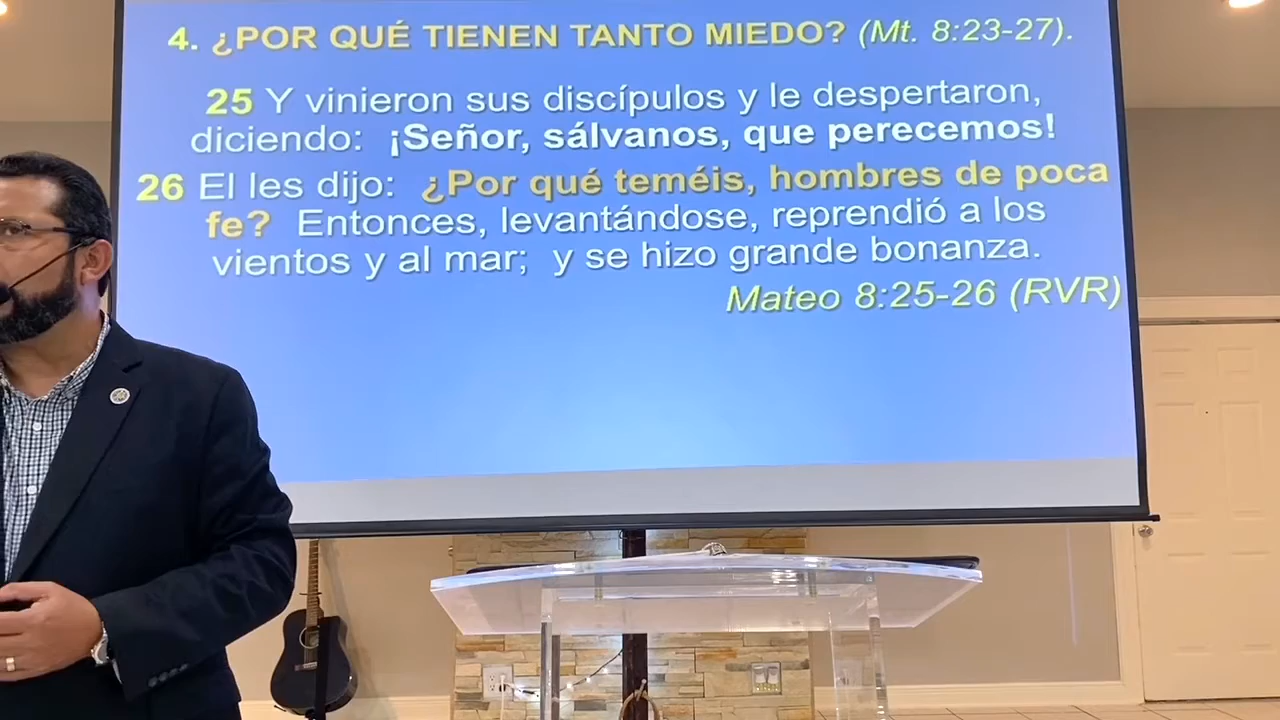 4. ¿POR QUÉ TIENEN TANTO MIEDO? (Mt. 8:23-27).
25 Y vinieron sus discípulos y le despertaron,
diciendo: ¡Señor, sálvanos, que perecemos!
26 El les dijo: ¿Por qué teméis, hombres de poca
fe? Entonces, levantándose, reprendió a los
vientos y al mar; y se hizo grande bonanza.
Mateo 8:25-26 (RVR)